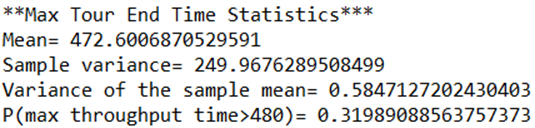 **Max Tour End Time Statistics***
Mean= 472.6006870529591
Sample variance= 249.9676289508499
Variance of the sample mean= 0.5847127202430403
P(max throughput time>480)= 0.31989088563757373